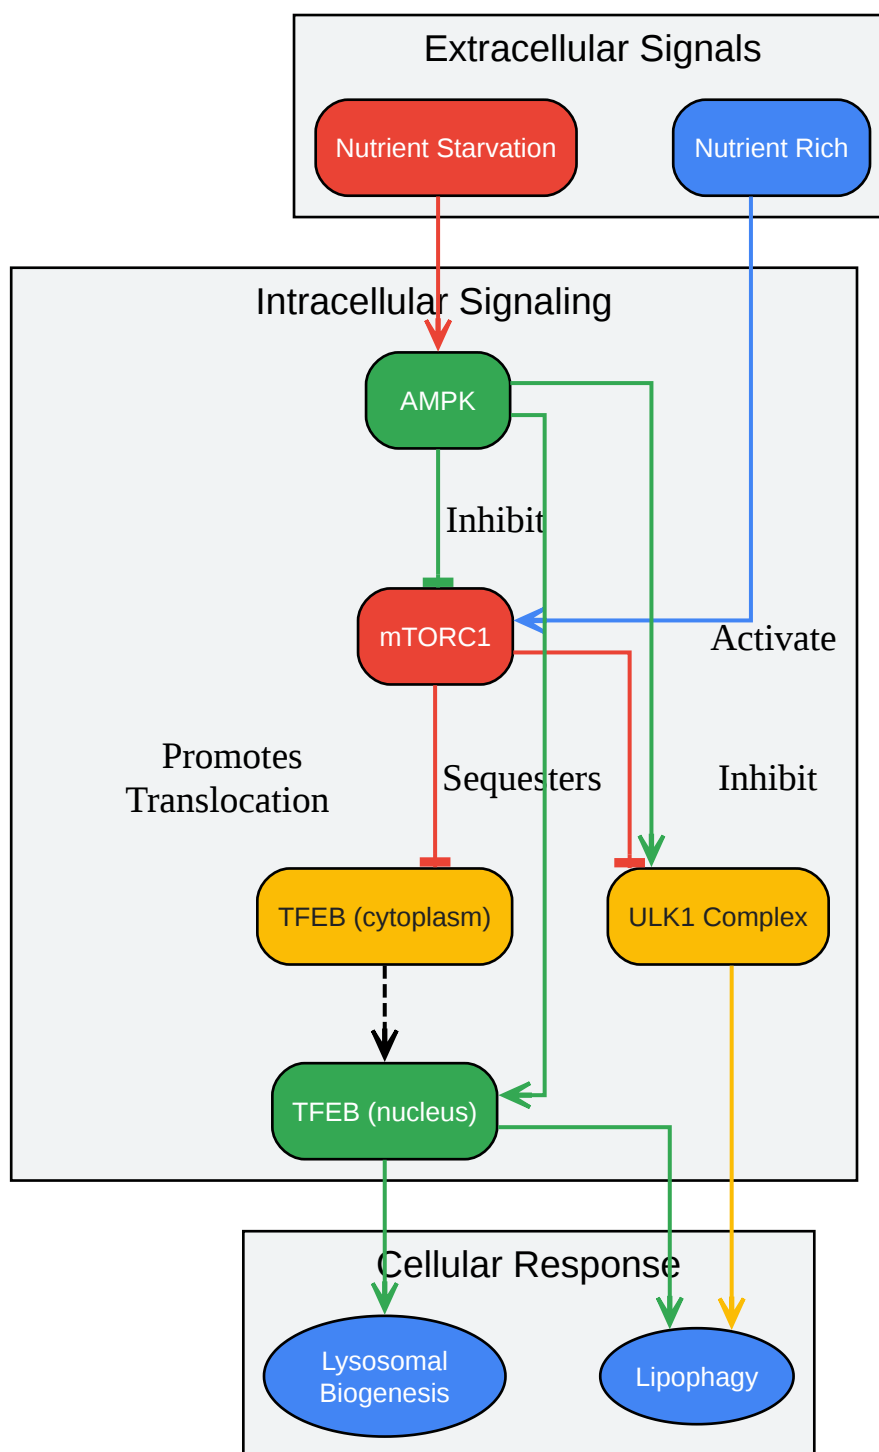 Extracellular Signals
Nutrient Starvation
Nutrient Rich
Intracellular Signaling
AMPK
Inhibit
mTORC1
Activate
Promotes
Translocation
Sequesters
Inhibit
TFEB (cytoplasm)
ULK1 Complex
TFEB (nucleus)
Cellular Response
Lysosomal
Biogenesis
Lipophagy